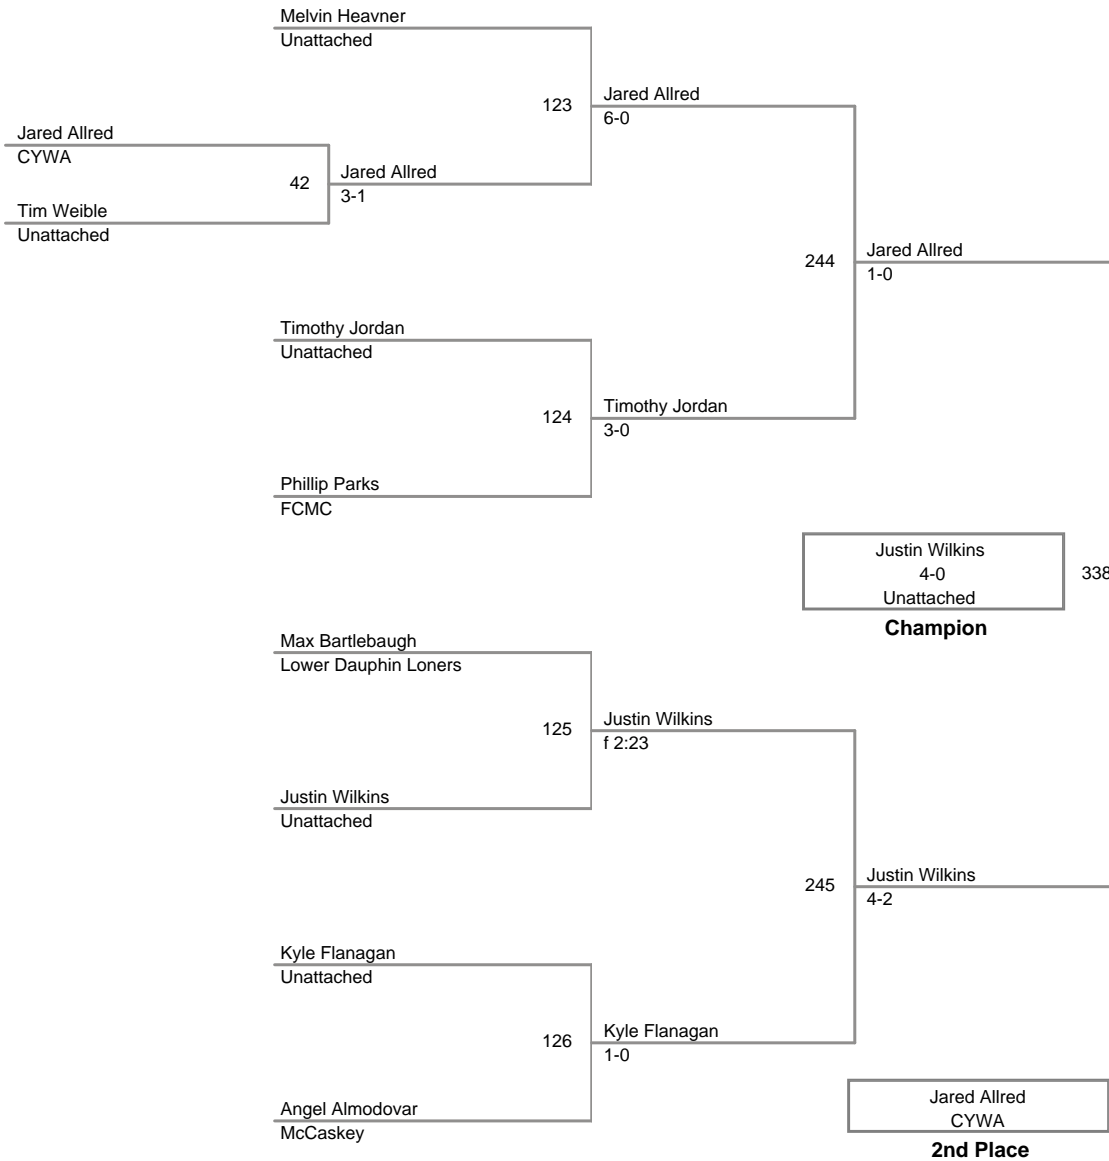 Melvin Heavner
Unattached
123
Jared Allred
6-0
Jared Allred
CYWA
42
Jared Allred
3-1
Tim Weible
Unattached
244
Jared Allred
1-0
Timothy Jordan
Unattached
124
Timothy Jordan
3-0
Phillip Parks
FCMC
Justin Wilkins
4-0
Unattached
338
Champion
Max Bartlebaugh
Lower Dauphin Loners
125
Justin Wilkins
f 2:23
Justin Wilkins
Unattached
245
Justin Wilkins
4-2
Kyle Flanagan
Unattached
126
Kyle Flanagan
1-0
Angel Almodovar
McCaskey
Jared Allred
CYWA
2nd Place